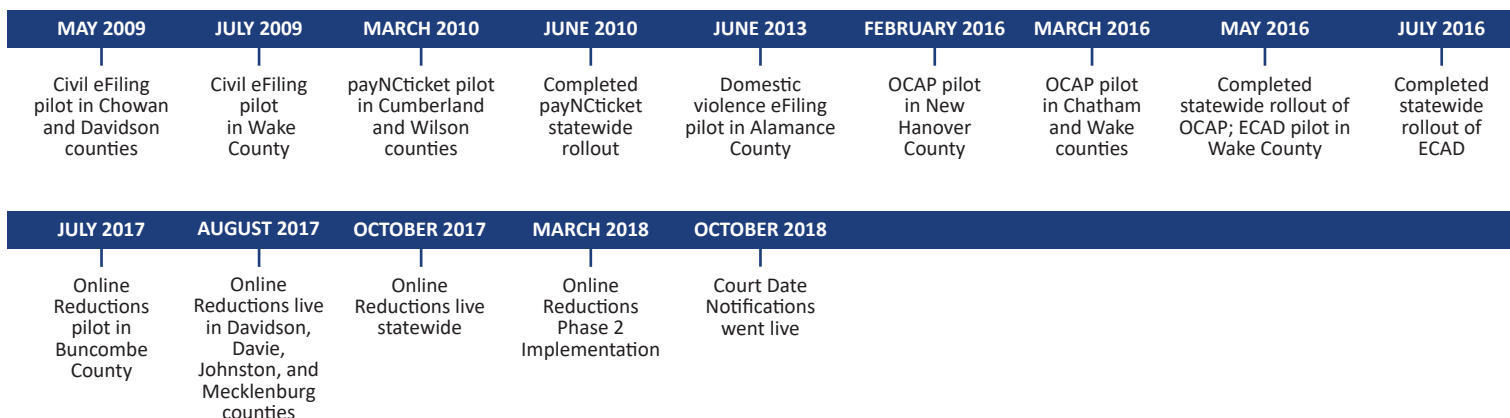 MAY 2009
Civil eFiling
pilot in Chowan
and Davidson
counties
JULY 2009
Civil eFiling
pilot
in Wake
County
MARCH 2010
payNCticket pilot
in Cumberland
and Wilson
counties
JUNE 2010
Completed
payNCticket
statewide
rollout
JUNE 2013
Domestic
violence eFiling
pilot in Alamance
County
FEBRUARY 2016
OCAP pilot
in New
Hanover
County
MARCH 2016
OCAP pilot
in Chatham
and Wake
counties
MAY 2016
Completed
statewide rollout of
OCAP; ECAD pilot in
Wake County
JULY 2016
Completed
statewide
rollout of
ECAD
JULY 2017
Online
Reductions
pilot in
Buncombe
County
AUGUST 2017
Online
Reductions live
in Davidson,
Davie,
Johnston, and
Mecklenburg
counties
OCTOBER 2017
Online
Reductions live
statewide
MARCH 2018
Online
Reductions
Phase 2
Implementation
OCTOBER 2018
Court Date
Notifications
went live